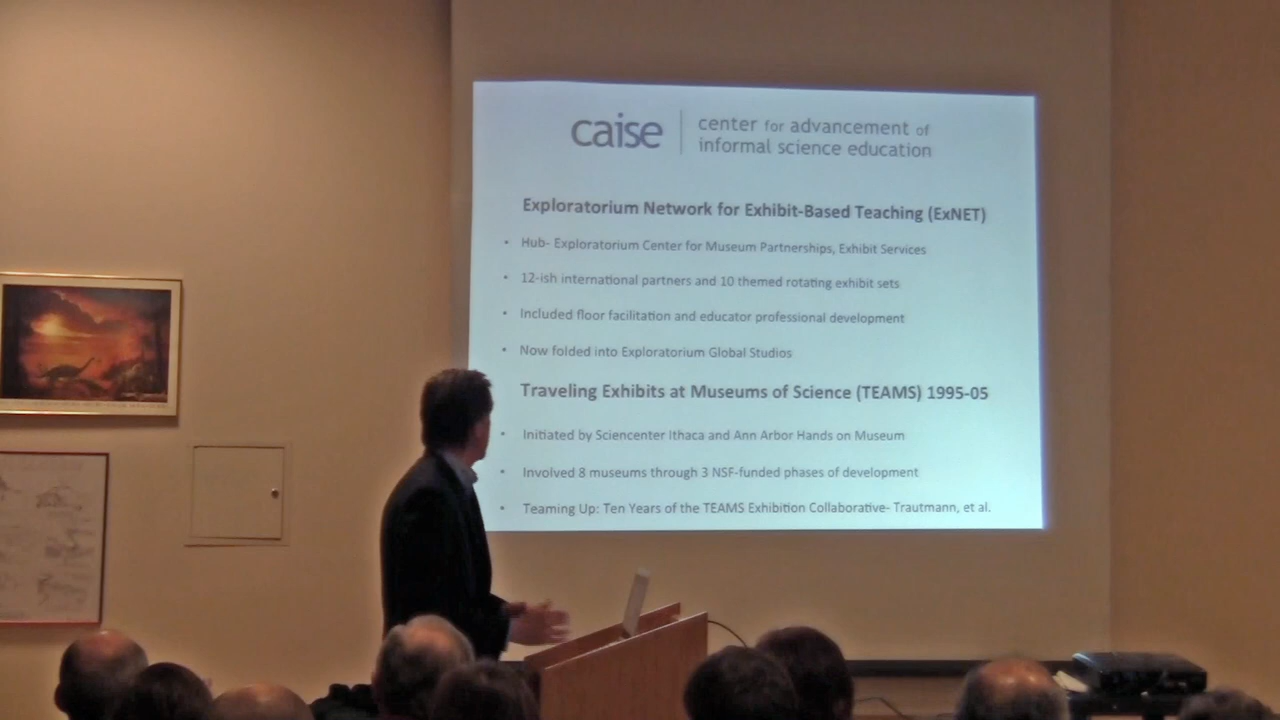 caise
center for advancement of
informal science education
Exploratorium Network for Exhibit-Based Teaching (ExNET)
• Hub- Exploratorium Center for Museum Partnerships, Exhibit Services
• 12-ish international partners and 10 themed rotating exhibit sets
• Included floor facilitation and educator professional development
• Now folded into Exploratorium Global Studios
Traveling Exhibits at Museums of Science (TEAMS) 1995-05
• Initiated by Sciencenter Ithaca and Ann Arbor Hands on Museum
• Involved 8 museums through 3 NSF-funded phases of development
• Teaming Up: Ten Years of the TEAMS Exhibition Collaborative- Trautmann, et al.